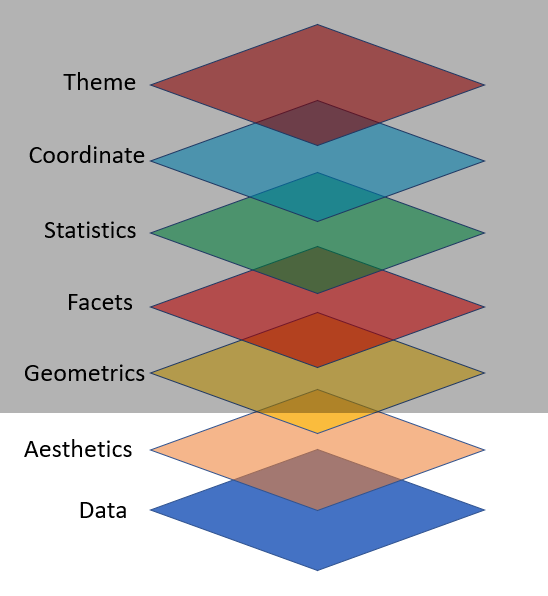 Theme
Coordinate
Statistics
Facets
Geometrics
Aesthetics
Data